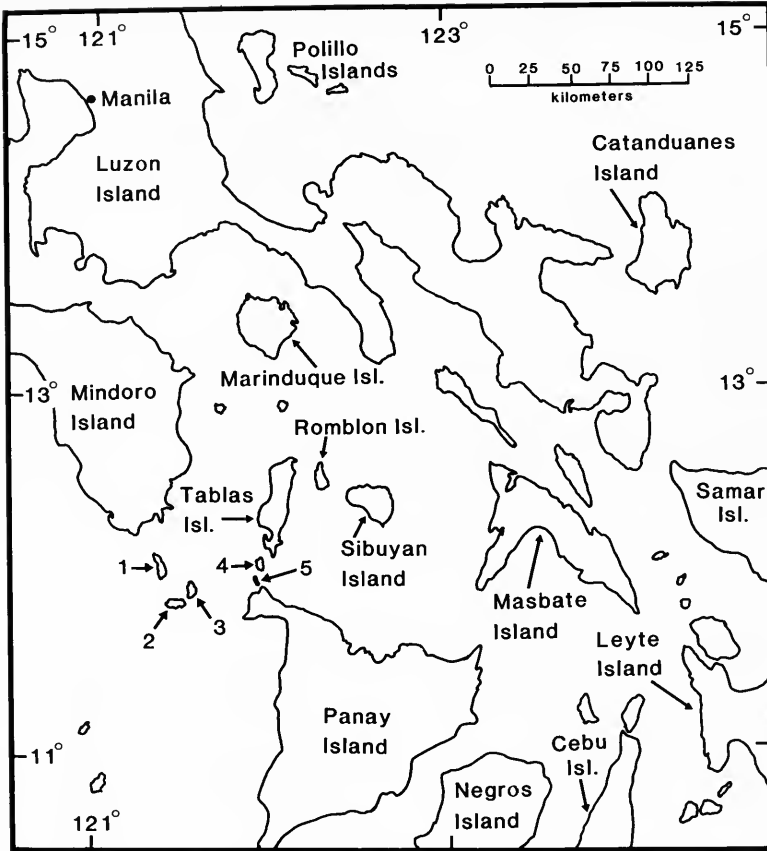 15° 121° 123° 15°
Polillo
Islands
0 25 50 75 100 125
kilometers
Manila
Luzon
Island
Catanduanes
Island
Marinduque Isl.
13° 13°
Mindoro
Island
Romblon Isl.
Tablas
Isl.
Sibuyan
Island
Samar
Isl.
1 4 5
2 3
Masbate
Island
Leyte
Island
Panay
Island
Cebu
Isl.
11°
Negros
Island
121° 123°